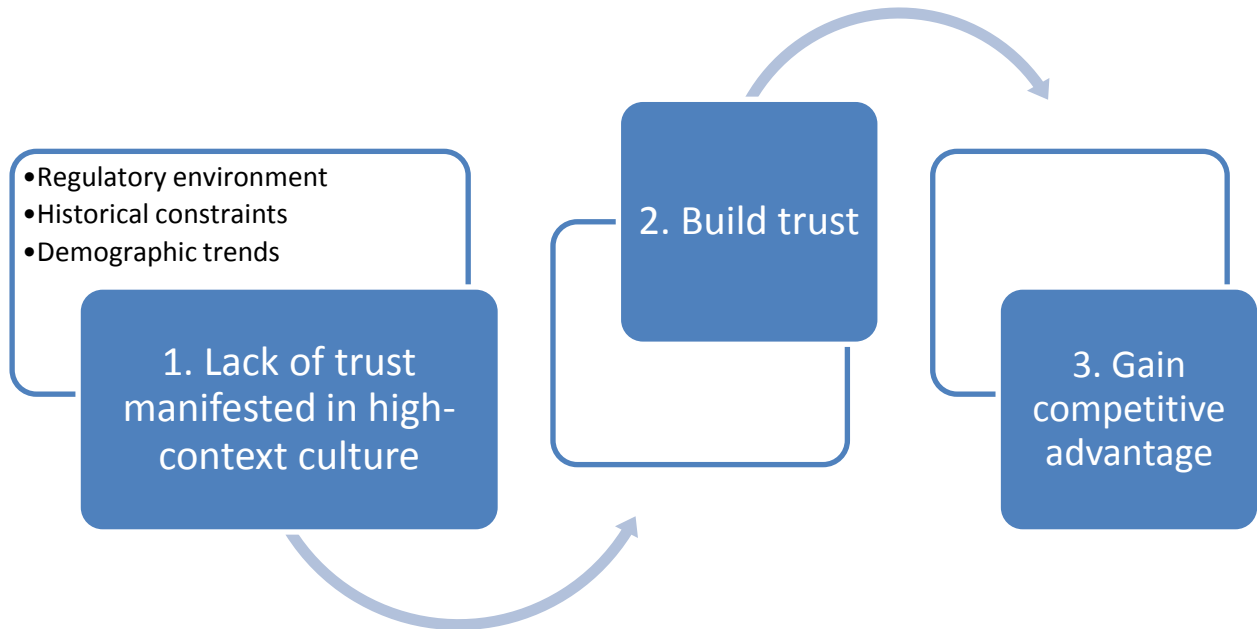 •Regulatory environment
•Historical constraints
•Demographic trends
1. Lack of trust
manifested in high-
context culture
2. Build trust
3. Gain
competitive
advantage